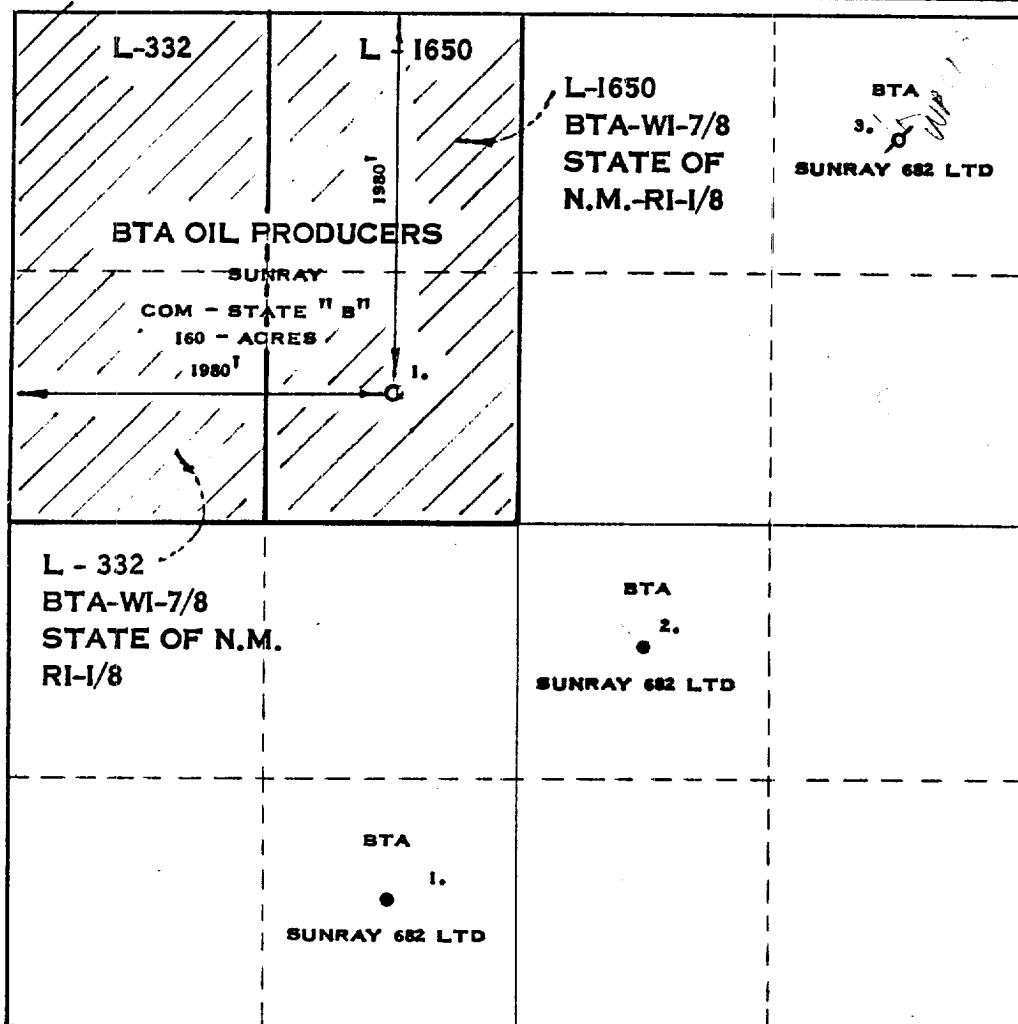 L-332
L - 1650
L-1650
BTA-WI-7/8
STATE OF
N.M.-RI-1/8
BTA
3.
SUNRAY 682 LTD
1980'
BTA OIL PRODUCERS
SUNRAY
COM - STATE "B"
160 - ACRES
1980'
1.
L - 332
BTA-WI-7/8
STATE OF N.M.
RI-1/8
BTA
2.
SUNRAY 682 LTD
BTA
1.
SUNRAY 682 LTD